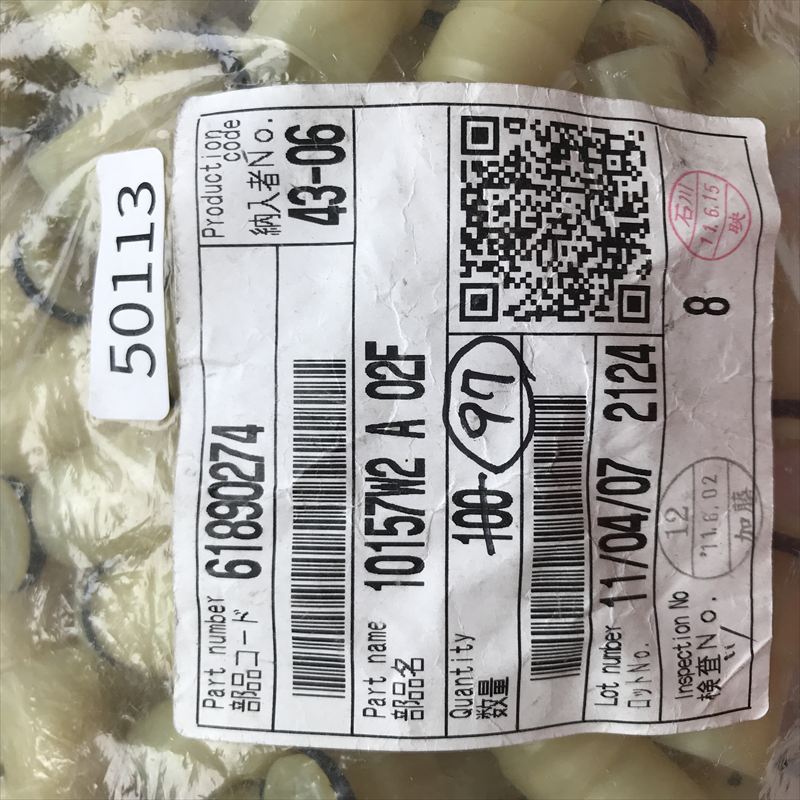 50113
Part number
部品コード
61890274
Production
code
納入者No.
43-06
Part name
部品名
10157W2 A 02F
Quantity
数量
100
97
Lot number
ロットNo.
11/04/07 2124
Inspection No
検査No.
8
12
'11.6.02
加藤
石川
11.6.15